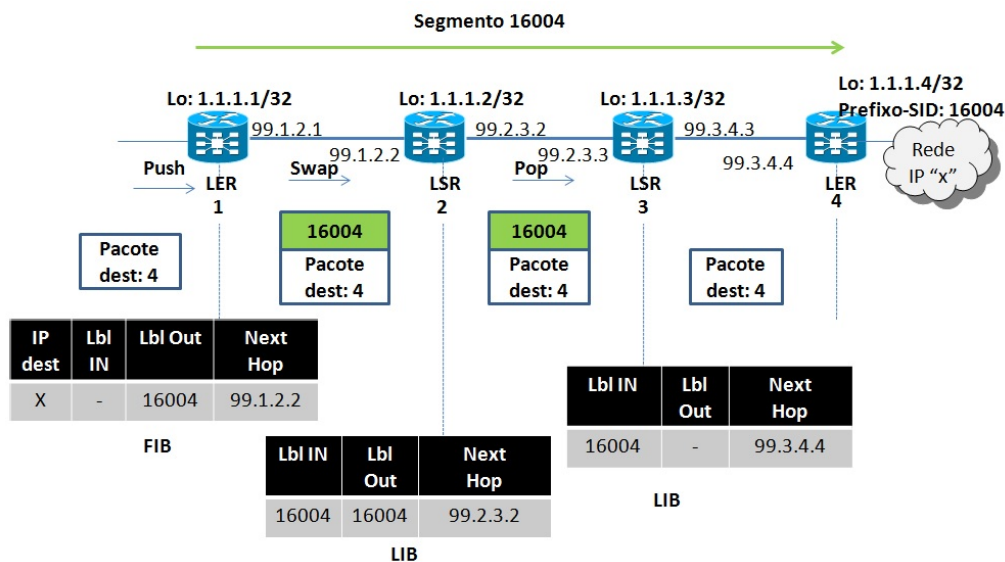 Segmento 16004
Lo: 1.1.1.1/32
Lo: 1.1.1.2/32
Lo: 1.1.1.3/32
Lo: 1.1.1.4/32
Prefixo-SID: 16004
99.1.2.1
99.1.2.2
99.2.3.2
99.2.3.3
99.3.4.3
99.3.4.4
Rede
IP “x”
Push
LER
1
Swap
LSR
2
Pop
LSR
3
LER
4
Pacote
dest: 4
16004
Pacote
dest: 4
16004
Pacote
dest: 4
Pacote
dest: 4
IP dest | Lbl IN | Lbl Out | Next Hop
X | - | 16004 | 99.1.2.2
FIB
Lbl IN | Lbl Out | Next Hop
16004 | 16004 | 99.2.3.2
LIB
Lbl IN | Lbl Out | Next Hop
16004 | - | 99.3.4.4
LIB